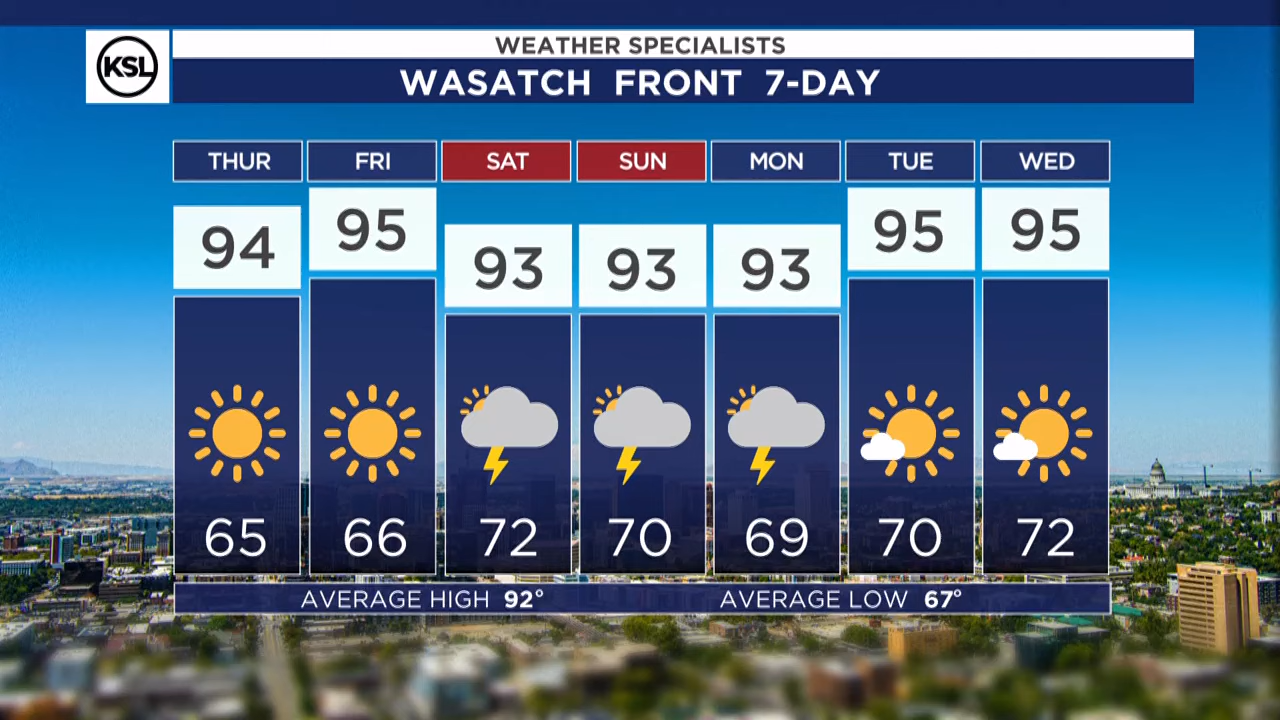 KSL
WEATHER SPECIALISTS
WASATCH FRONT 7-DAY
THUR FRI SAT SUN MON TUE WED
94 95 93 93 93 95 95
65 66 72 70 69 70 72
AVERAGE HIGH 92° AVERAGE LOW 67°